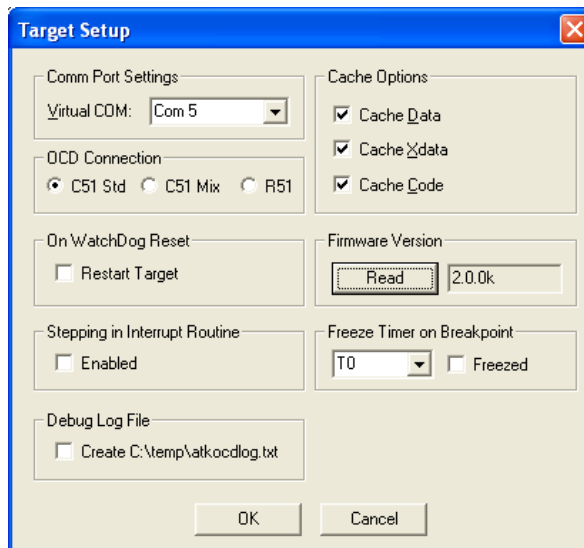 Target Setup
Comm Port Settings
Virtual COM: Com 5
Cache Options
Cache Data
Cache Xdata
Cache Code
OCD Connection
C51 Std C51 Mix R51
On WatchDog Reset
Restart Target
Firmware Version
Read 2.0.0k
Stepping in Interrupt Routine
Enabled
Freeze Timer on Breakpoint
T0 Freezed
Debug Log File
Create C:\temp\atkocdlog.txt
OK Cancel